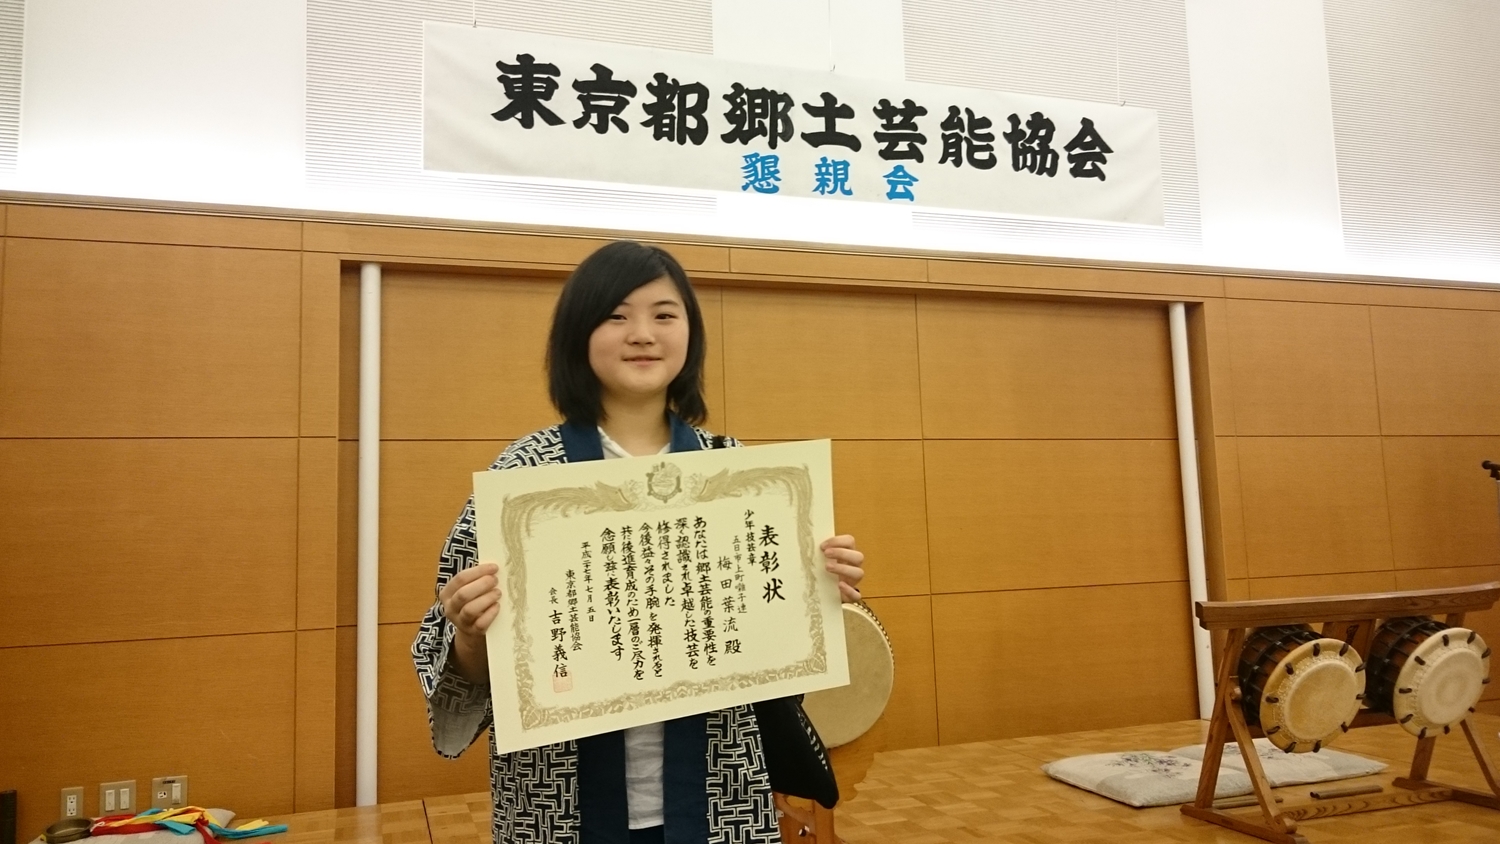 東京都郷土芸能協会
懇親会
表彰状
少年技芸章
五日市上町囃子連
梅田葉流殿
あなたは郷土芸能の重要性を
深く認識され卓越した技芸を
修得されました
今後益々その手腕を発揮されると
共に後進育成のため一層のご尽力を
念願し茲に表彰いたします
平成二十七年七月五日
東京都郷土芸能協会
会長 吉野義信